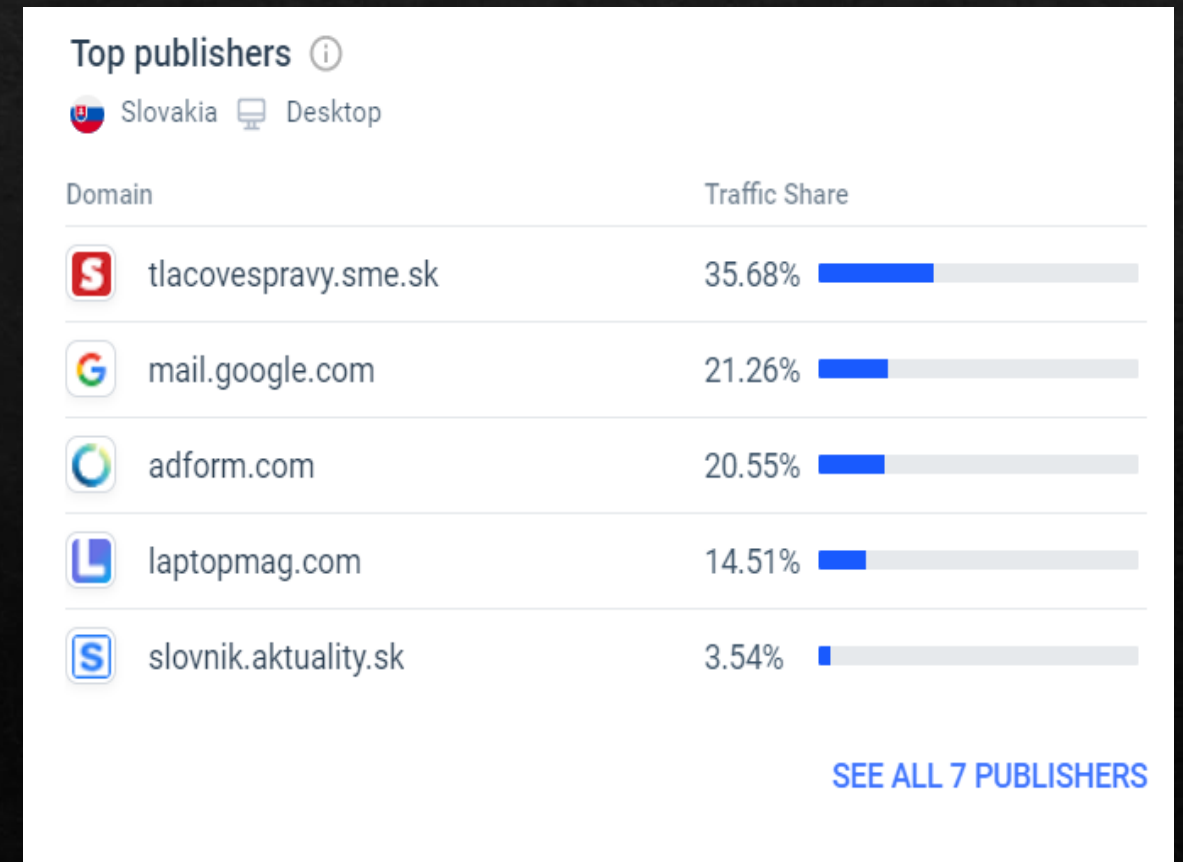 Top publishers
Slovakia Desktop
Domain Traffic Share
tlacovespravy.sme.sk 35.68%
mail.google.com 21.26%
adform.com 20.55%
laptopmag.com 14.51%
slovnik.aktuality.sk 3.54%
SEE ALL 7 PUBLISHERS